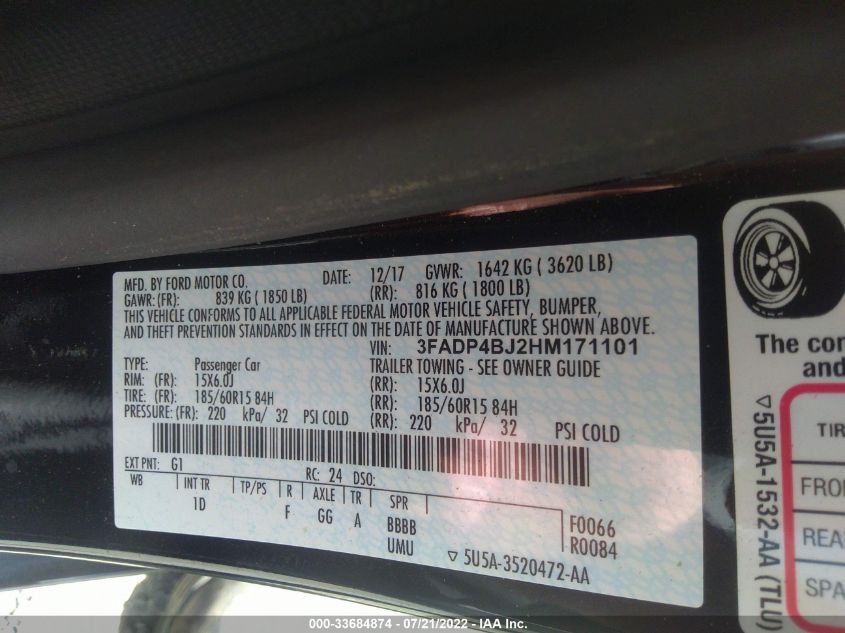 MFD. BY FORD MOTOR CO. DATE: 12/17 GVWR: 1642 KG ( 3620 LB)
GAWR: (FR): 839 KG ( 1850 LB) (RR): 816 KG ( 1800 LB)
THIS VEHICLE CONFORMS TO ALL APPLICABLE FEDERAL MOTOR VEHICLE SAFETY, BUMPER,
AND THEFT PREVENTION STANDARDS IN EFFECT ON THE DATE OF MANUFACTURE SHOWN ABOVE.
VIN: 3FADP4BJ2HM171101
TYPE: Passenger Car TRAILER TOWING - SEE OWNER GUIDE
RIM: (FR) 15X6.0J (RR): 15X6.0J
TIRE: (FR): 185/60R15 84H (RR): 185/60R15 84H
PRESSURE: (FR): 220 kPa/ 32 PSI COLD (RR): 220 kPa/ 32 PSI COLD
EXT PNT: G1 RC: 24 DSO:
WB INT TR TP/PS R AXLE TR SPR
1D F GG A BBBB F0066
UMU R0084
▽ 5U5A-3520472-AA
The con
and
▽ 5U5A-1532-AA (TLU)
TIR
FRO
REA
SPA
000-33684874 - 07/21/2022 - IAA Inc.